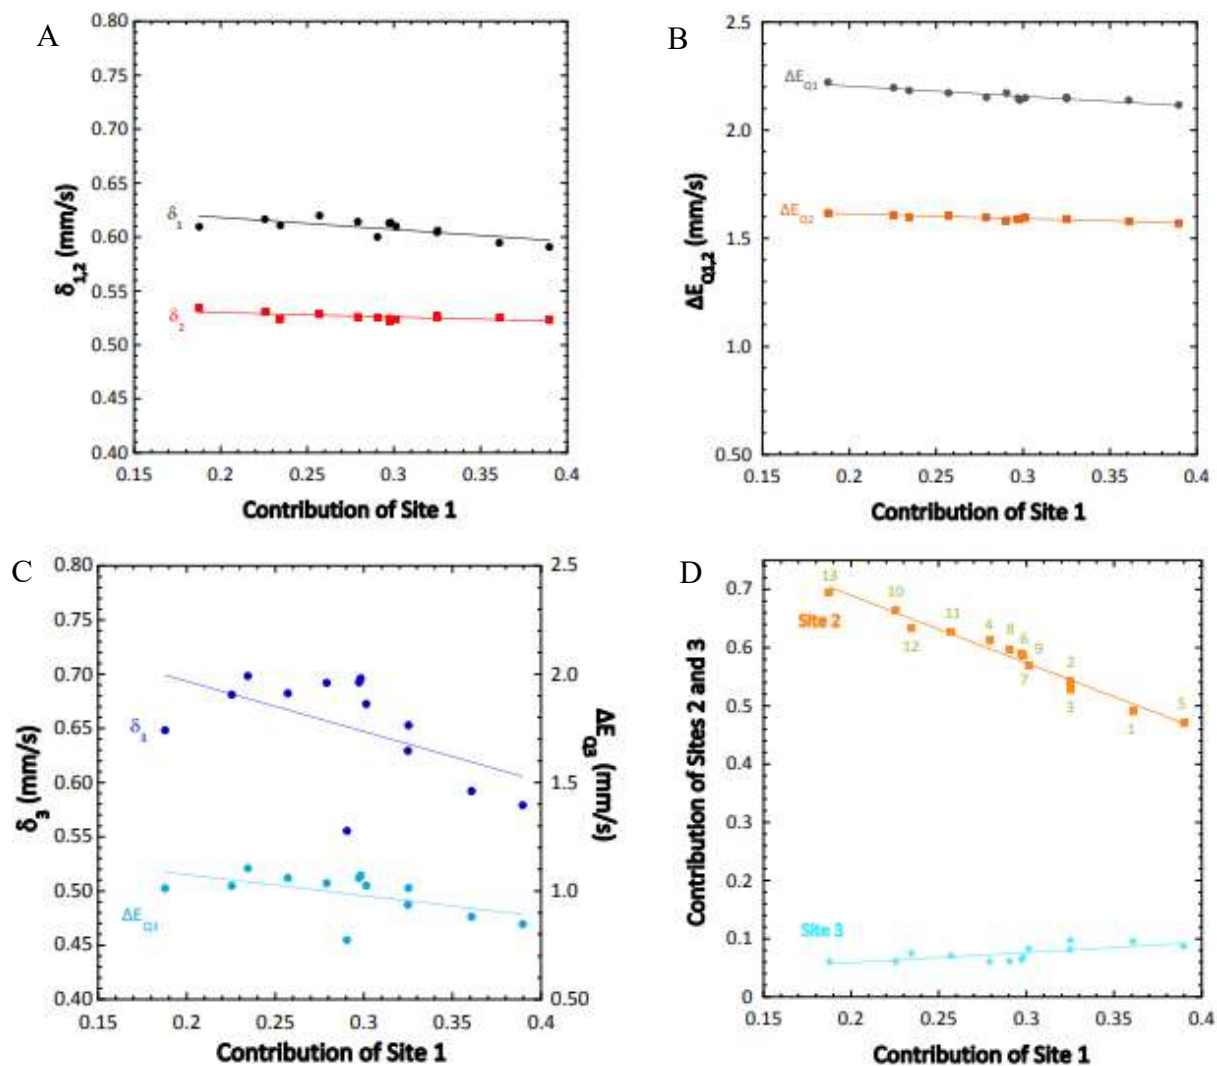 A
0.80
0.75
0.70
0.65
0.60
0.55
0.50
0.45
0.40
δ1,2 (mm/s)
δ1
δ2
0.15 0.2 0.25 0.3 0.35 0.4
Contribution of Site 1
B
2.5
2.0
1.5
1.0
0.50
ΔEQ1,2 (mm/s)
ΔEQ1
ΔEQ2
0.15 0.2 0.25 0.3 0.35 0.4
Contribution of Site 1
C
0.80
0.75
0.70
0.65
0.60
0.55
0.50
0.45
0.40
δ3 (mm/s)
δ3
ΔEQ3
2.5
2.0
1.5
1.0
0.50
ΔEQ3 (mm/s)
0.15 0.2 0.25 0.3 0.35 0.4
Contribution of Site 1
D
0.7
0.6
0.5
0.4
0.3
0.2
0.1
0
Contribution of Sites 2 and 3
13 10 11 4 8 6 9 2 5
12 7 3 1
Site 2
Site 3
0.15 0.2 0.25 0.3 0.35 0.4
Contribution of Site 1